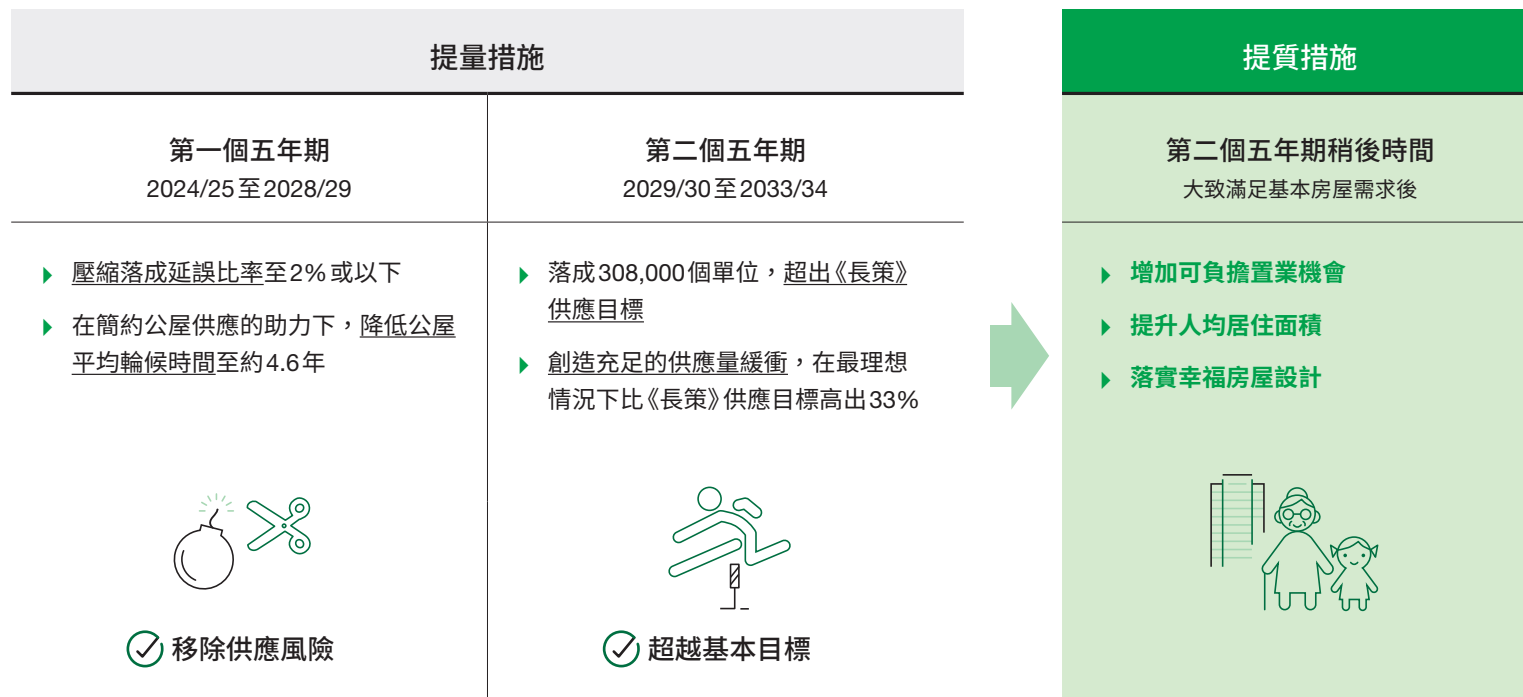 提量措施
第一個五年期
2024/25至2028/29
壓縮落成延誤比率至2%或以下
在簡約公屋供應的助力下，降低公屋
平均輪候時間至約4.6年
移除供應風險
第二個五年期
2029/30至2033/34
落成308,000個單位，超出《長策》
供應目標
創造充足的供應量緩衝，在最理想
情況下比《長策》供應目標高出33%
超越基本目標
提質措施
第二個五年期稍後時間
大致滿足基本房屋需求後
增加可負擔置業機會
提升人均居住面積
落實幸福房屋設計